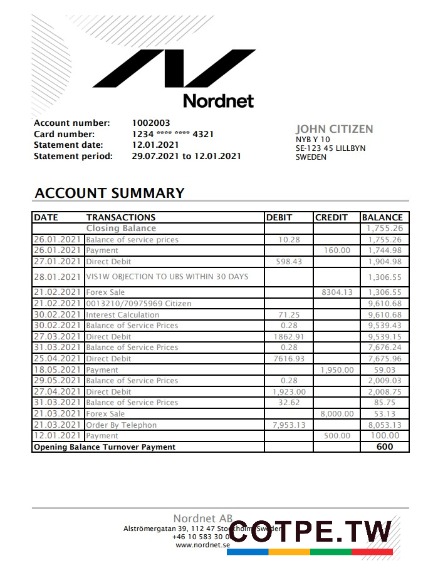 Nordnet
Account number: 1002003
Card number: 1234 **** **** 4321
Statement date: 12.01.2021
Statement period: 29.07.2021 to 12.01.2021
JOHN CITIZEN
NYB Y 10
SE-123 45 LILLBYN
SWEDEN
ACCOUNT SUMMARY
DATE TRANSACTIONS DEBIT CREDIT BALANCE
Closing Balance 1,755.26
26.01.2021 Balance of service prices 10.28 1,755.26
26.01.2021 Payment 160.00 1,744.98
27.01.2021 Direct Debit 598.43 1,904.98
28.01.2021 VIS1W OBJECTION TO UBS WITHIN 30 DAYS 1,306.55
21.02.2021 Forex Sale 8304.13 1,306.55
21.02.2021 0013210/70975969 Citizen 9,610.68
30.02.2021 Interest Calculation 71.25 9,610.68
30.02.2021 Balance of Service Prices 0.28 9,539.43
27.03.2021 Direct Debit 1862.91 9,539.15
31.03.2021 Balance of Service Prices 0.28 7,676.24
25.04.2021 Direct Debit 7616.93 7,675.96
18.05.2021 Payment 1,950.00 59.03
29.05.2021 Balance of Service Prices 0.28 2,009.03
27.04.2021 Direct Debit 1,923.00 2,008.75
31.03.2021 Balance of Service Prices 32.62 85.75
21.03.2021 Forex Sale 8,000.00 53.13
21.03.2021 Order By Telephon 7,953.13 8,053.13
12.01.2021 Payment 500.00 100.00
Opening Balance Turnover Payment 600
Nordnet AB
Alströmergatan 39, 112 47 Stockholm, Sweden
+46 10 583 30 0
www.nordnet.se
COTPE.TW